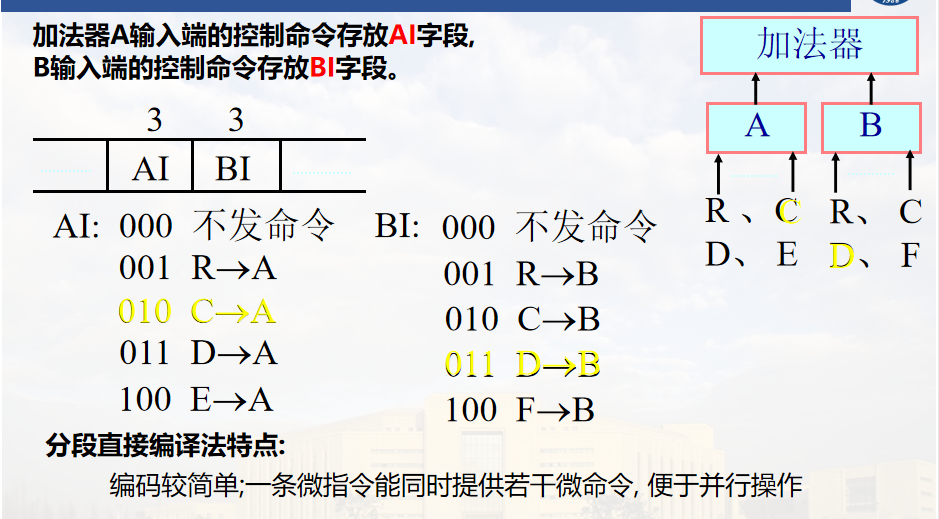 加法器A输入端的控制命令存放AI字段,
B输入端的控制命令存放BI字段。
3 3
AI BI
AI: 000 不发命令
001 R→A
010 C→A
011 D→A
100 E→A
BI: 000 不发命令
001 R→B
010 C→B
011 D→B
100 F→B
加法器
A B
R、C R、C
D、E D、F
分段直接编译法特点:
编码较简单;一条微指令能同时提供若干微命令, 便于并行操作